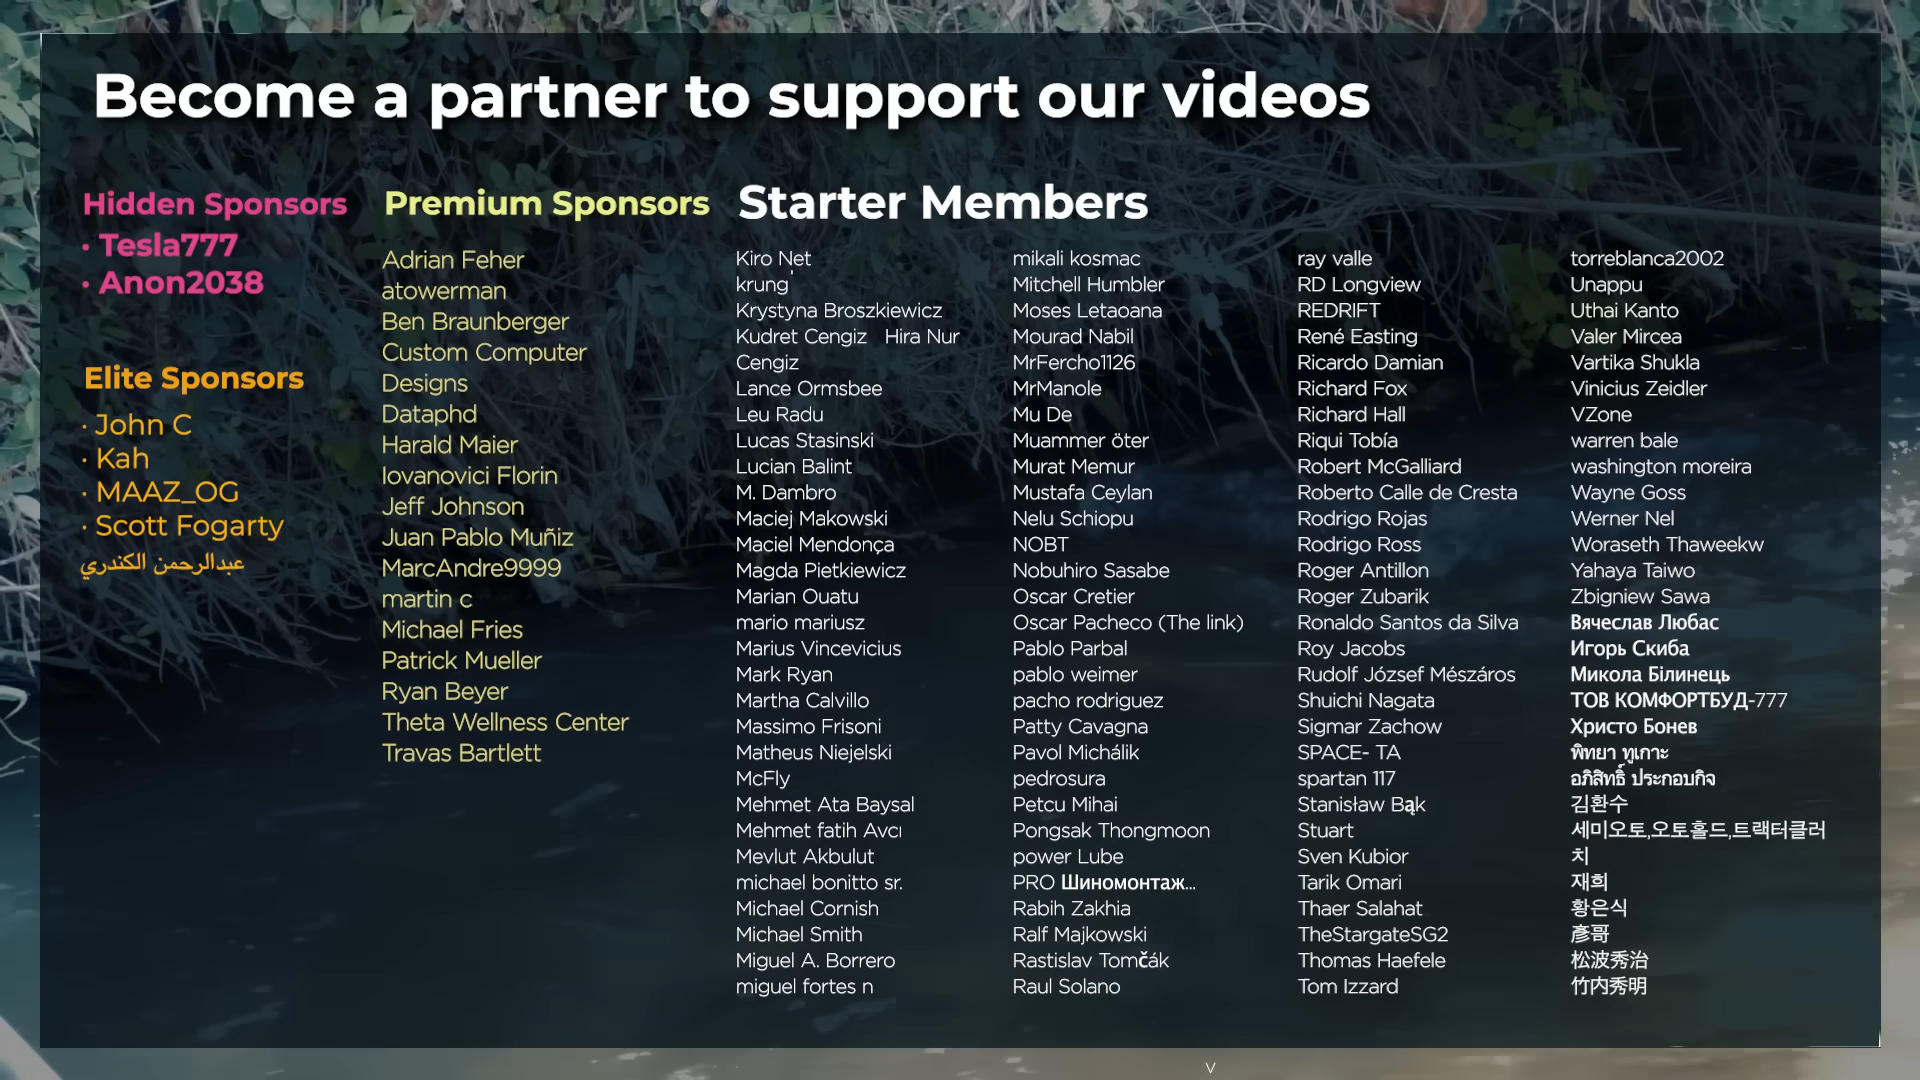 Become a partner to support our videos
Hidden Sponsors
· Tesla777
· Anon2038
Elite Sponsors
· John C
· Kah
· MAAZ_OG
· Scott Fogarty
عبدالرحمن الكندري
Premium Sponsors
Adrian Feher
atowerman
Ben Braunberger
Custom Computer
Designs
Dataphd
Harald Maier
Iovanovici Florin
Jeff Johnson
Juan Pablo Muñiz
MarcAndre9999
martin c
Michael Fries
Patrick Mueller
Ryan Beyer
Theta Wellness Center
Travas Bartlett
Starter Members
Kiro Net
krung่
Krystyna Broszkiewicz
Kudret Cengiz   Hira Nur
Cengiz
Lance Ormsbee
Leu Radu
Lucas Stasinski
Lucian Balint
M. Dambro
Maciej Makowski
Maciel Mendonça
Magda Pietkiewicz
Marian Ouatu
mario mariusz
Marius Vincevicius
Mark Ryan
Martha Calvillo
Massimo Frisoni
Matheus Niejelski
McFly
Mehmet Ata Baysal
Mehmet fatih Avcı
Mevlut Akbulut
michael bonitto sr.
Michael Cornish
Michael Smith
Miguel A. Borrero
miguel fortes n
mikali kosmac
Mitchell Humbler
Moses Letaoana
Mourad Nabil
MrFercho1126
MrManole
Mu De
Muammer öter
Murat Memur
Mustafa Ceylan
Nelu Schiopu
NOBT
Nobuhiro Sasabe
Oscar Cretier
Oscar Pacheco (The link)
Pablo Parbal
pablo weimer
pacho rodriguez
Patty Cavagna
Pavol Michálik
pedrosura
Petcu Mihai
Pongsak Thongmoon
power Lube
PRO Шиномонтаж...
Rabih Zakhia
Ralf Majkowski
Rastislav Tomčák
Raul Solano
ray valle
RD Longview
REDRIFT
René Easting
Ricardo Damian
Richard Fox
Richard Hall
Riqui Tobía
Robert McGalliard
Roberto Calle de Cresta
Rodrigo Rojas
Rodrigo Ross
Roger Antillon
Roger Zubarik
Ronaldo Santos da Silva
Roy Jacobs
Rudolf József Mészáros
Shuichi Nagata
Sigmar Zachow
SPACE- TA
spartan 117
Stanisław Bąk
Stuart
Sven Kubior
Tarik Omari
Thaer Salahat
TheStargateSG2
Thomas Haefele
Tom Izzard
torreblanca2002
Unappu
Uthai Kanto
Valer Mircea
Vartika Shukla
Vinicius Zeidler
VZone
warren bale
washington moreira
Wayne Goss
Werner Nel
Woraseth Thaweekw
Yahaya Taiwo
Zbigniew Sawa
Вячеслав Любас
Игорь Скиба
Микола Білинець
ТОВ КОМФОРТБУД-777
Христо Бонев
พิทยา ทูเกาะ
อภิสิทธิ์ ประกอบกิจ
김환수
세미오토,오토홀드,트랙터클러
치
재희
황은식
彥哥
松波秀治
竹内秀明
v